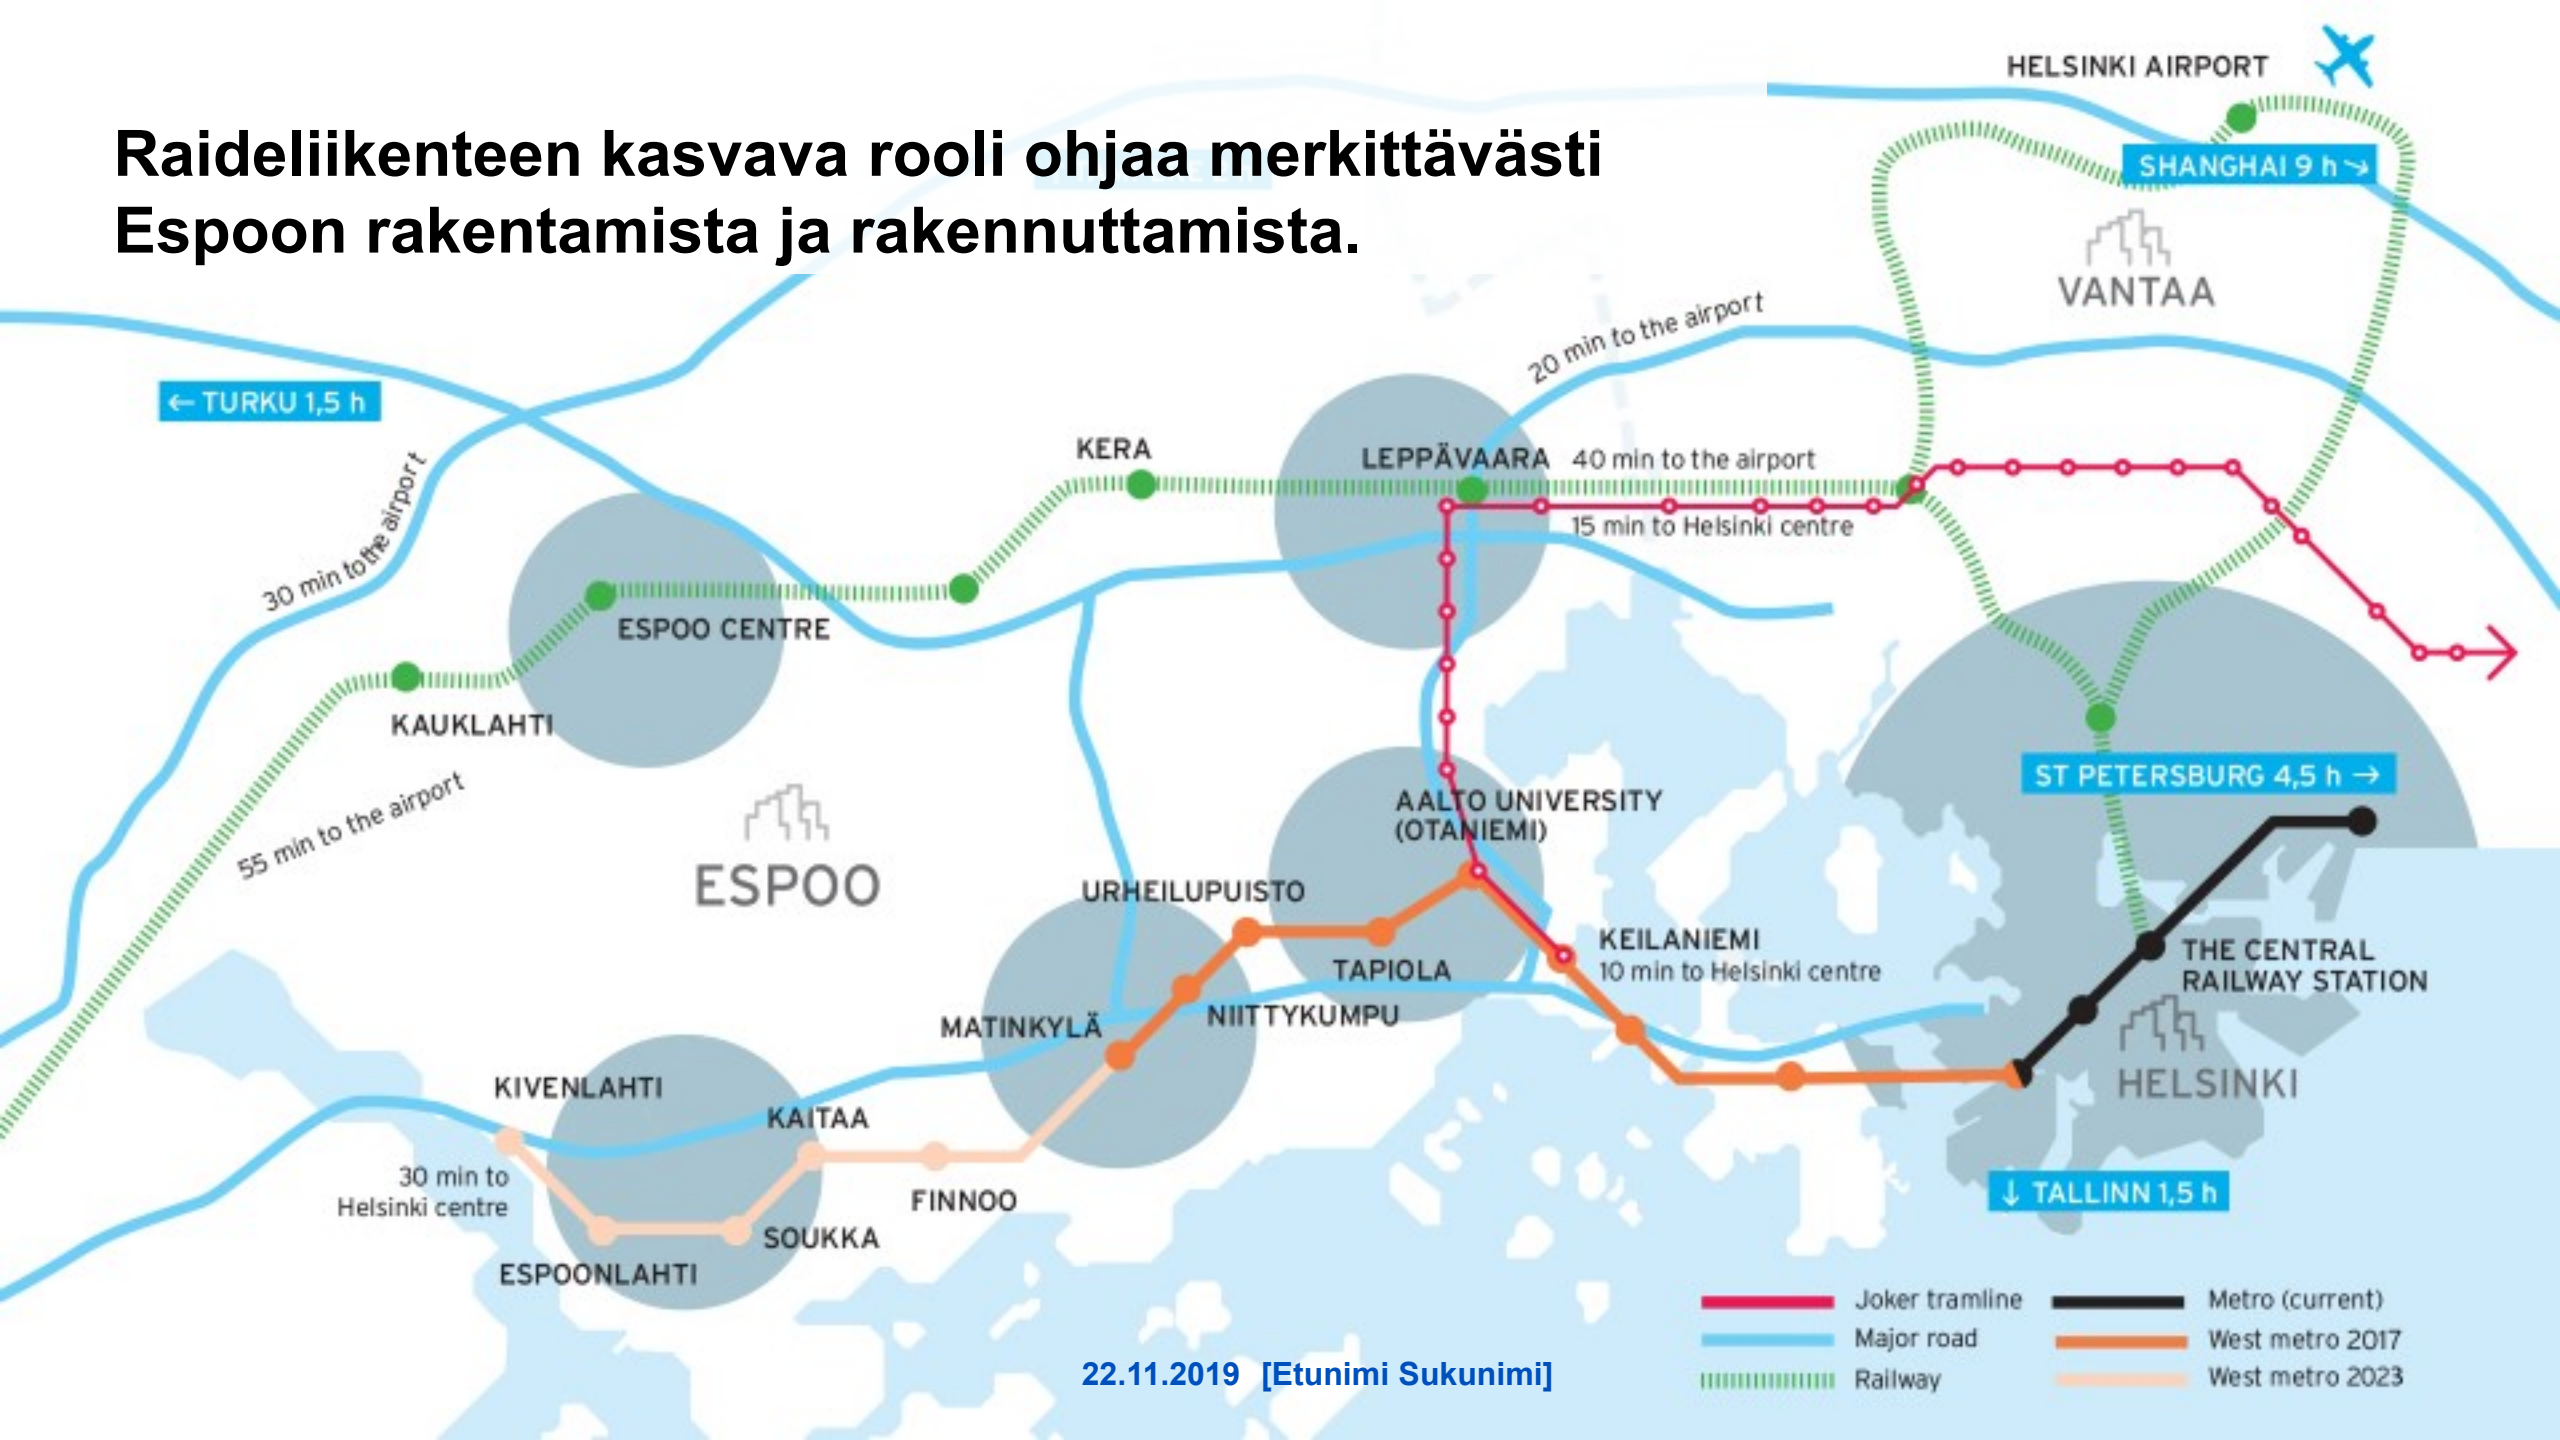 HELSINKI AIRPORT
Raideliikenteen kasvava rooli ohjaa merkittävästi
Espoon rakentamista ja rakennuttamista.
SHANGHAI 9 h →
VANTAA
20 min to the airport
← TURKU 1,5 h
KERA
LEPPÄVAARA
40 min to the airport
15 min to Helsinki centre
30 min to the airport
ESPOO CENTRE
KAUKLAHTI
55 min to the airport
ST PETERSBURG 4,5 h →
AALTO UNIVERSITY
(OTANIEMI)
ESPOO
URHEILUPUISTO
KEILANIEMI
10 min to Helsinki centre
THE CENTRAL
RAILWAY STATION
TAPIOLA
NIITTYKUMPU
MATINKYLÄ
HELSINKI
KIVENLAHTI
KAITAA
30 min to
Helsinki centre
FINNOO
↓ TALLINN 1,5 h
SOUKKA
ESPOONLAHTI
Joker tramline
Major road
Railway
Metro (current)
West metro 2017
West metro 2023
22.11.2019 [Etunimi Sukunimi]